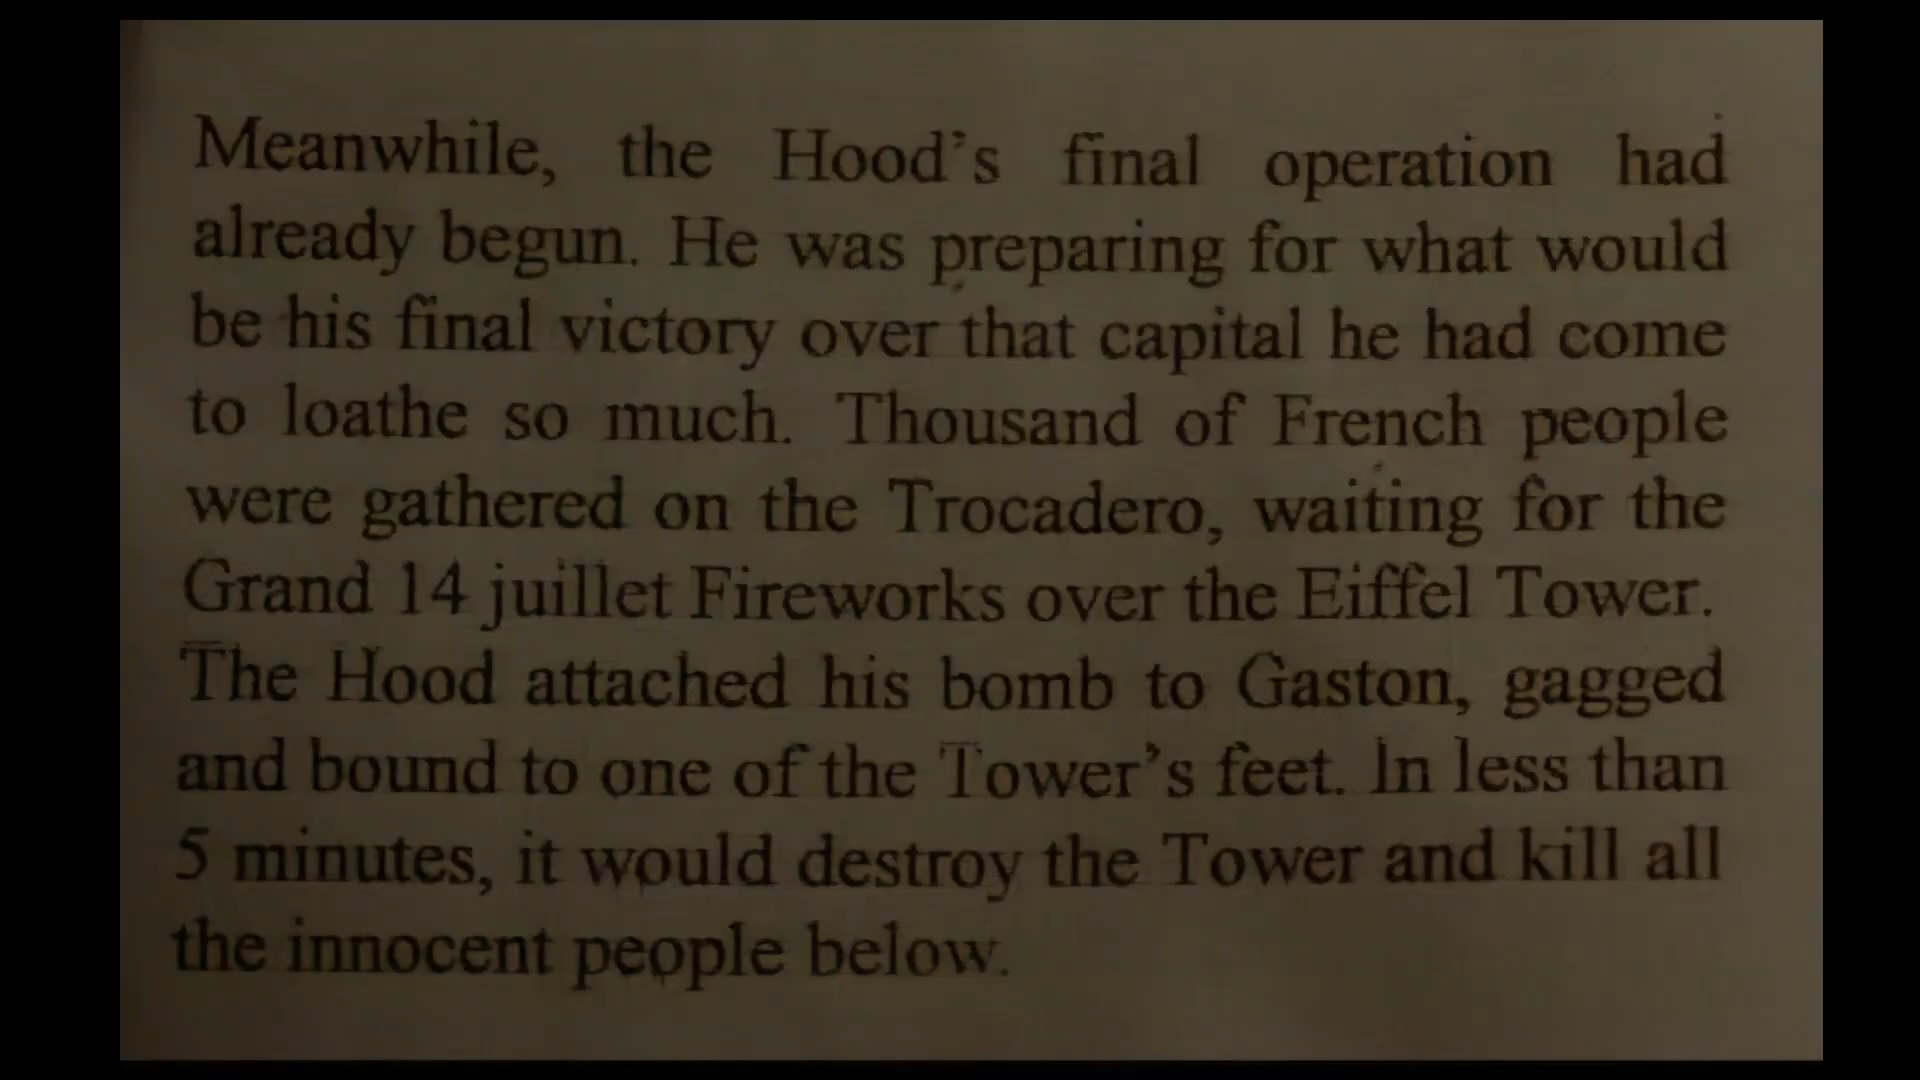 Meanwhile, the Hood's final operation had
already begun. He was preparing for what would
be his final victory over that capital he had come
to loathe so much. Thousand of French people
were gathered on the Trocadero, waiting for the
Grand 14 juillet Fireworks over the Eiffel Tower.
The Hood attached his bomb to Gaston, gagged
and bound to one of the Tower's feet. In less than
5 minutes, it would destroy the Tower and kill all
the innocent people below.